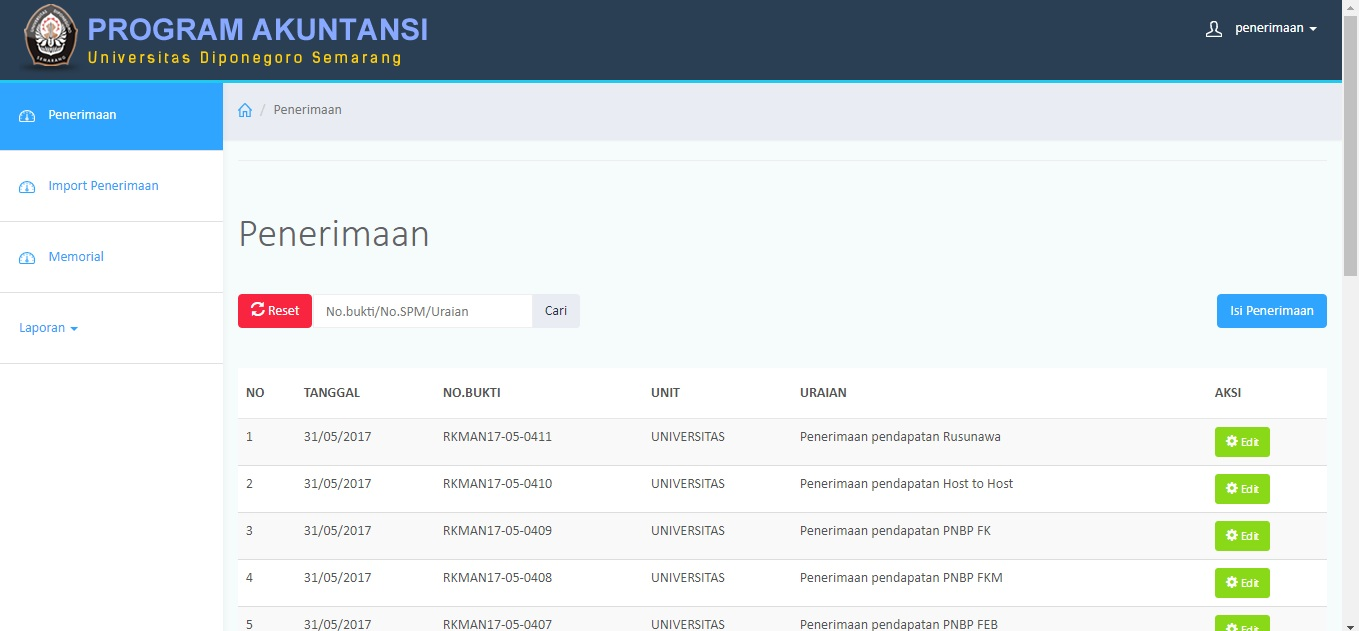 PROGRAM AKUNTANSI
Universitas Diponegoro Semarang
penerimaan
Penerimaan
/ Penerimaan
Import Penerimaan
Memorial
Laporan
Penerimaan
Reset No.bukti/No.SPM/Uraian Cari Isi Penerimaan
NO TANGGAL NO.BUKTI UNIT URAIAN AKSI
1 31/05/2017 RKMAN17-05-0411 UNIVERSITAS Penerimaan pendapatan Rusunawa Edit
2 31/05/2017 RKMAN17-05-0410 UNIVERSITAS Penerimaan pendapatan Host to Host Edit
3 31/05/2017 RKMAN17-05-0409 UNIVERSITAS Penerimaan pendapatan PNBP FK Edit
4 31/05/2017 RKMAN17-05-0408 UNIVERSITAS Penerimaan pendapatan PNBP FKM Edit
5 31/05/2017 RKMAN17-05-0407 UNIVERSITAS Penerimaan pendapatan PNBP FEB Edit